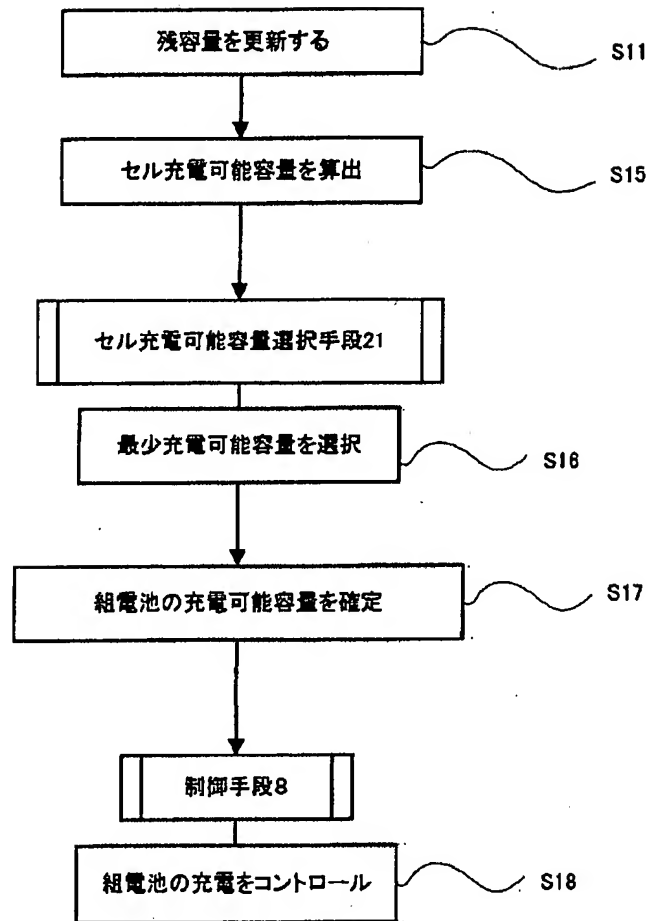 残容量を更新する
S11
セル充電可能容量を算出
S15
セル充電可能容量選択手段21
最少充電可能容量を選択
S16
組電池の充電可能容量を確定
S17
制御手段8
組電池の充電をコントロール
S18